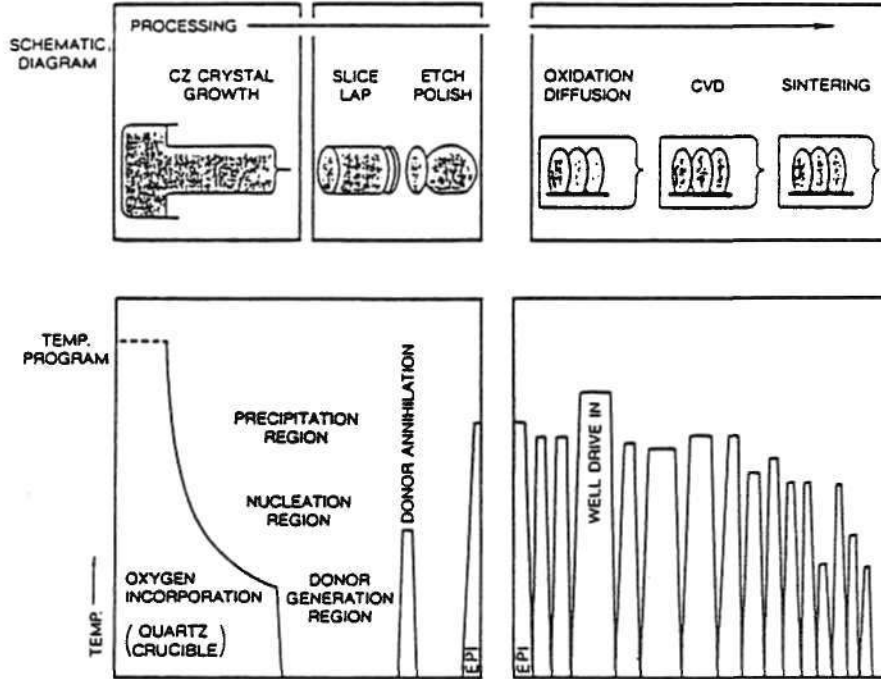 PROCESSING
SCHEMATIC
DIAGRAM
CZ CRYSTAL
GROWTH
SLICE
LAP
ETCH
POLISH
OXIDATION
DIFFUSION
CVD
SINTERING
TEMP.
PROGRAM
PRECIPITATION
REGION
NUCLEATION
REGION
DONOR ANNIHILATION
OXYGEN
INCORPORATION
(QUARTZ
CRUCIBLE)
DONOR
GENERATION
REGION
TEMP.
EPI
EPI
WELL DRIVE IN